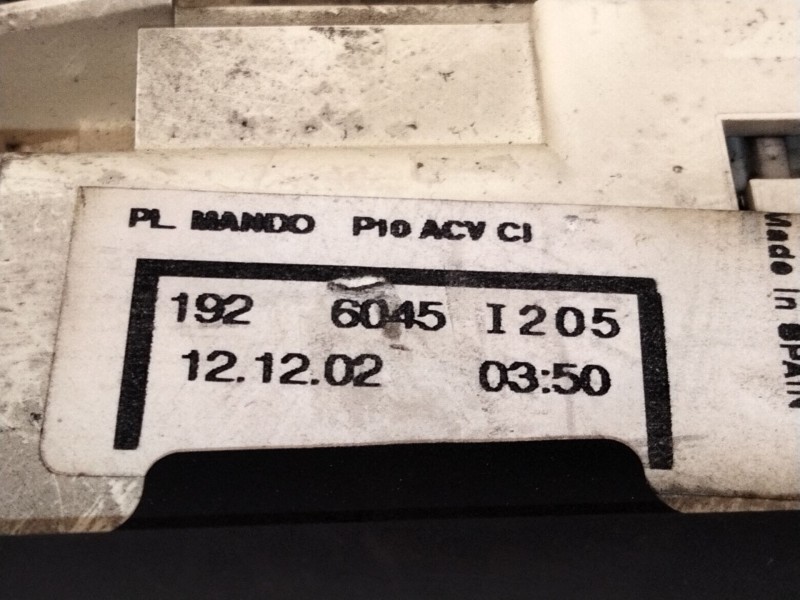 PL MANDO P10 ACV CI
192 6045 I205
12.12.02 03:50
Made in SPAIN